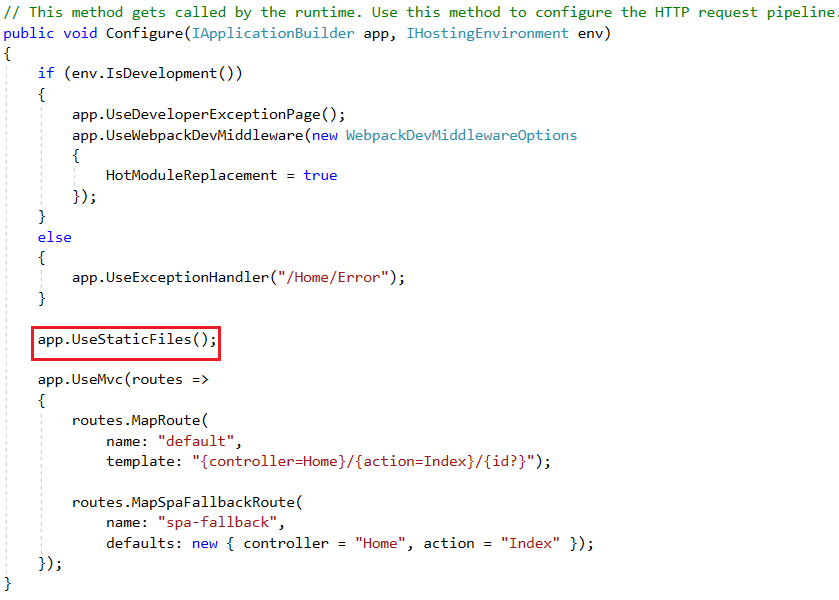 // This method gets called by the runtime. Use this method to configure the HTTP request pipeline.
public void Configure(IApplicationBuilder app, IHostingEnvironment env)
{
    if (env.IsDevelopment())
    {
        app.UseDeveloperExceptionPage();
        app.UseWebpackDevMiddleware(new WebpackDevMiddlewareOptions
        {
            HotModuleReplacement = true
        });
    }
    else
    {
        app.UseExceptionHandler("/Home/Error");
    }
    app.UseStaticFiles();
    app.UseMvc(routes =>
    {
        routes.MapRoute(
            name: "default",
            template: "{controller=Home}/{action=Index}/{id?}");
        routes.MapSpaFallbackRoute(
            name: "spa-fallback",
            defaults: new { controller = "Home", action = "Index" });
    });
}